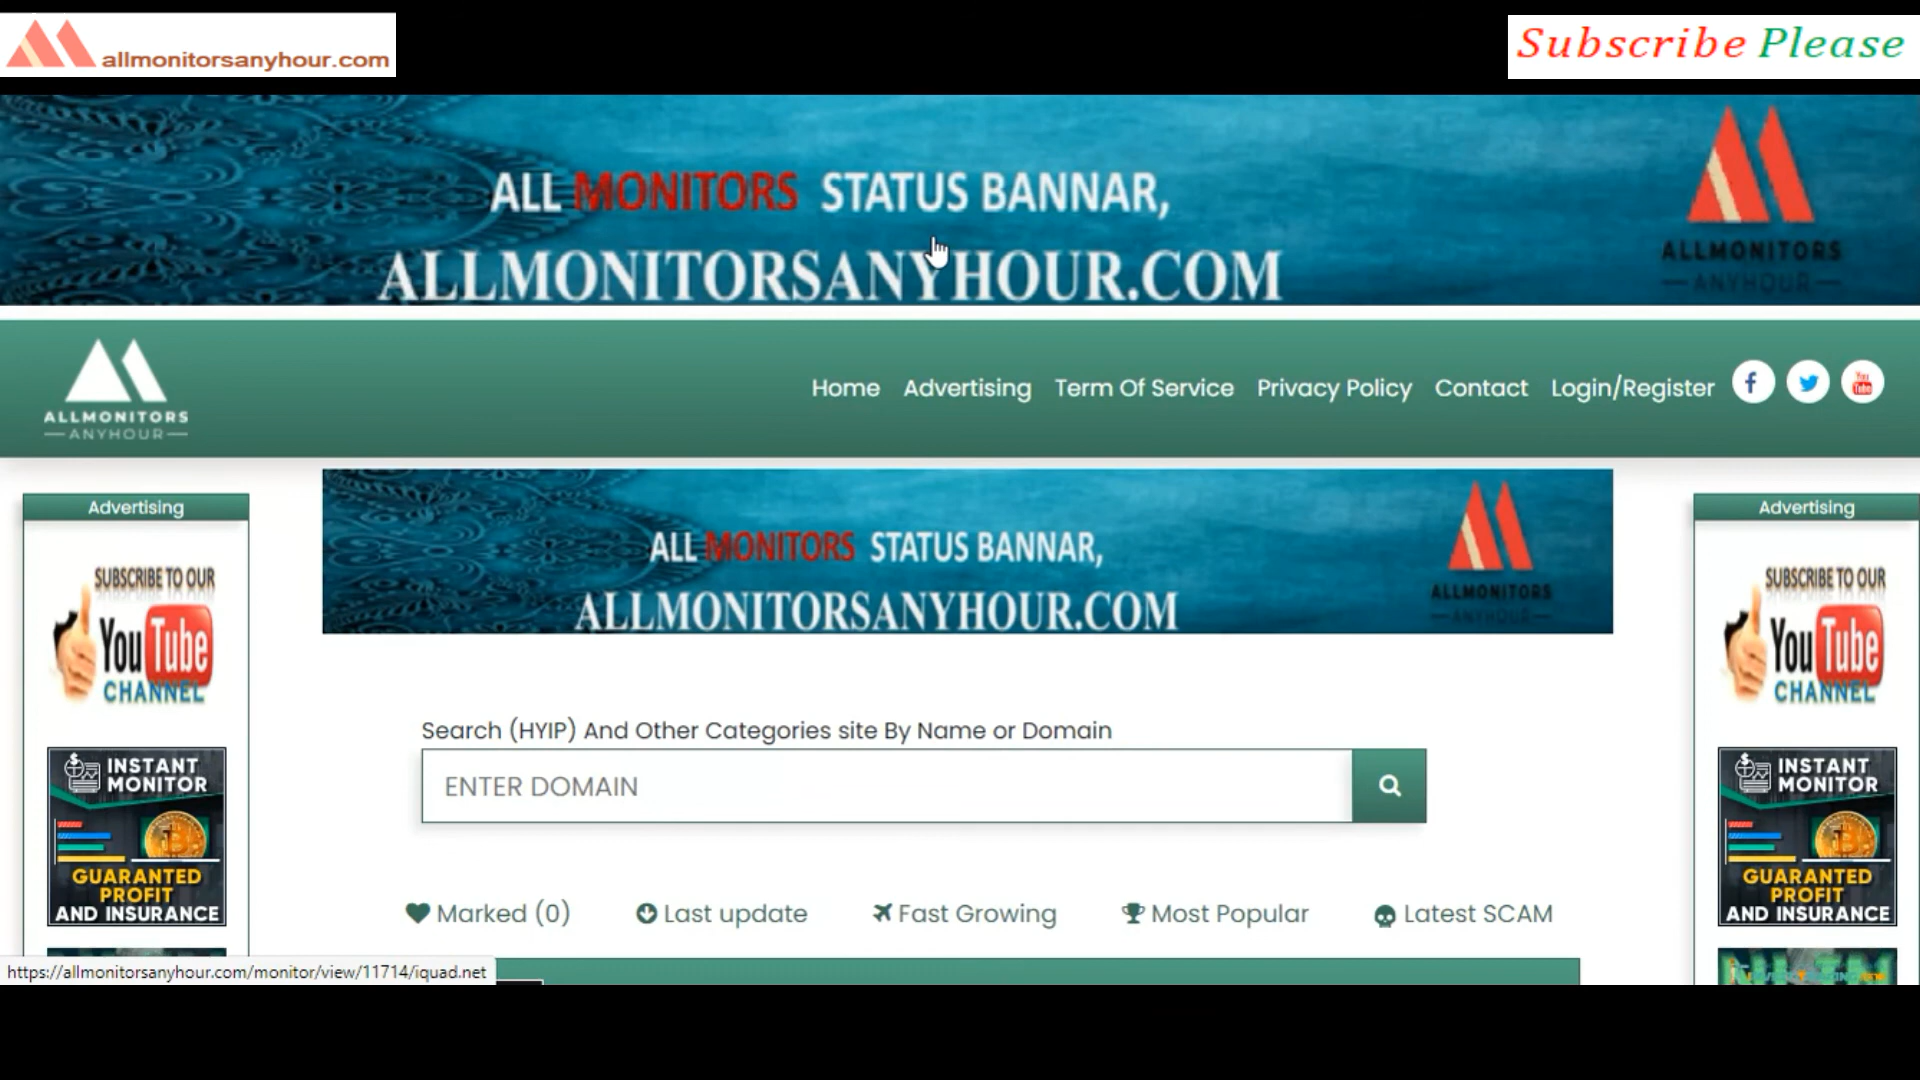 allmonitorsanyhour.com
Subscribe Please
ALL MONITORS STATUS BANNAR,
ALLMONITORSANYHOUR.COM
ALLMONITORS
ANYHOUR
ALLMONITORS
ANYHOUR
Home Advertising Term Of Service Privacy Policy Contact Login/Register
You Tube
Advertising
SUBSCRIBE TO OUR
YouTube
CHANNEL
INSTANT
MONITOR
GUARANTED
PROFIT
AND INSURANCE
ALL MONITORS STATUS BANNAR,
ALLMONITORSANYHOUR.COM
ALLMONITORS
ANYHOUR
Search (HYIP) And Other Categories site By Name or Domain
ENTER DOMAIN
Marked (0) Last update Fast Growing Most Popular Latest SCAM
Advertising
SUBSCRIBE TO OUR
YouTube
CHANNEL
INSTANT
MONITOR
GUARANTED
PROFIT
AND INSURANCE
https://allmonitorsanyhour.com/monitor/view/11714/iquad.net